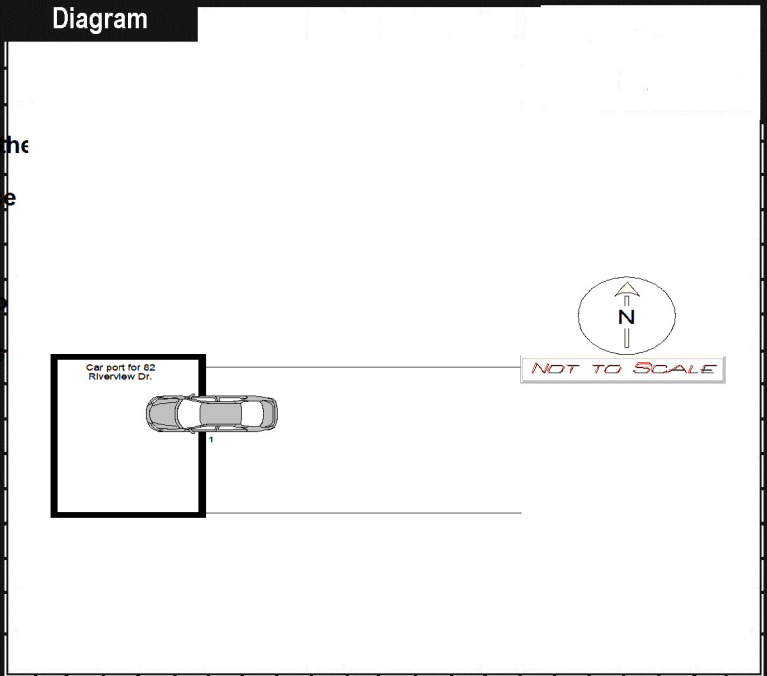 Diagram
the
e
N
NOT TO SCALE
Car port for 82
Riverview Dr.
1